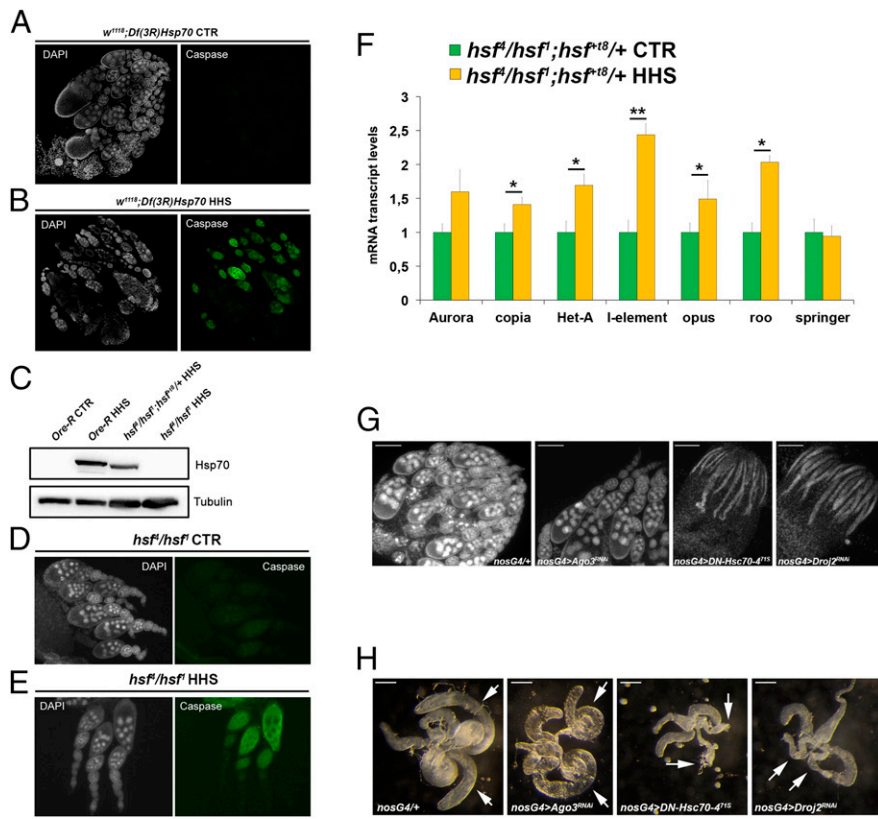 A
w1118;Df(3R)Hsp70 CTR
DAPI
Caspase
B
w1118;Df(3R)Hsp70 HHS
DAPI
Caspase
C
Ore-R CTR
Ore-R HHS
hsf4/hsf1;hsf+t8/+ HHS
hsf4/hsf1 HHS
Hsp70
Tubulin
D
hsf4/hsf1 CTR
DAPI
Caspase
E
hsf4/hsf1 HHS
DAPI
Caspase
F
hsf4/hsf1;hsf+t8/+ CTR
hsf4/hsf1;hsf+t8/+ HHS
mRNA transcript levels
3
2,5
2
1,5
1
0,5
0
*
*
**
*
*
Aurora
copia
Het-A
I-element
opus
roo
springer
G
nosG4/+
nosG4>Ago3RNAi
nosG4>DN-Hsc70-471S
nosG4>Droj2RNAi
H
nosG4/+
nosG4>Ago3RNAi
nosG4>DN-Hsc70-471S
nosG4>Droj2RNAi